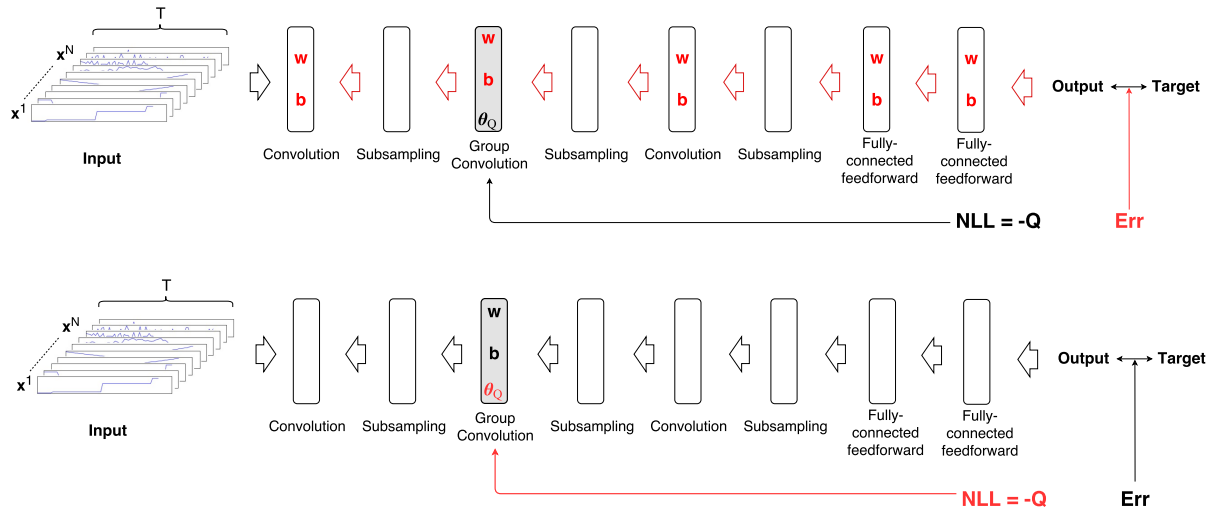 T
x^N
x^1
Input
w
b
Convolution
Subsampling
w
b
θ_Q
Group
Convolution
Subsampling
w
b
Convolution
Subsampling
w
b
Fully-
connected
feedforward
w
b
Fully-
connected
feedforward
Output
Target
NLL = -Q
Err
T
x^N
x^1
Input
Convolution
Subsampling
w
b
θ_Q
Group
Convolution
Subsampling
Convolution
Subsampling
Fully-
connected
feedforward
Fully-
connected
feedforward
Output
Target
NLL = -Q
Err